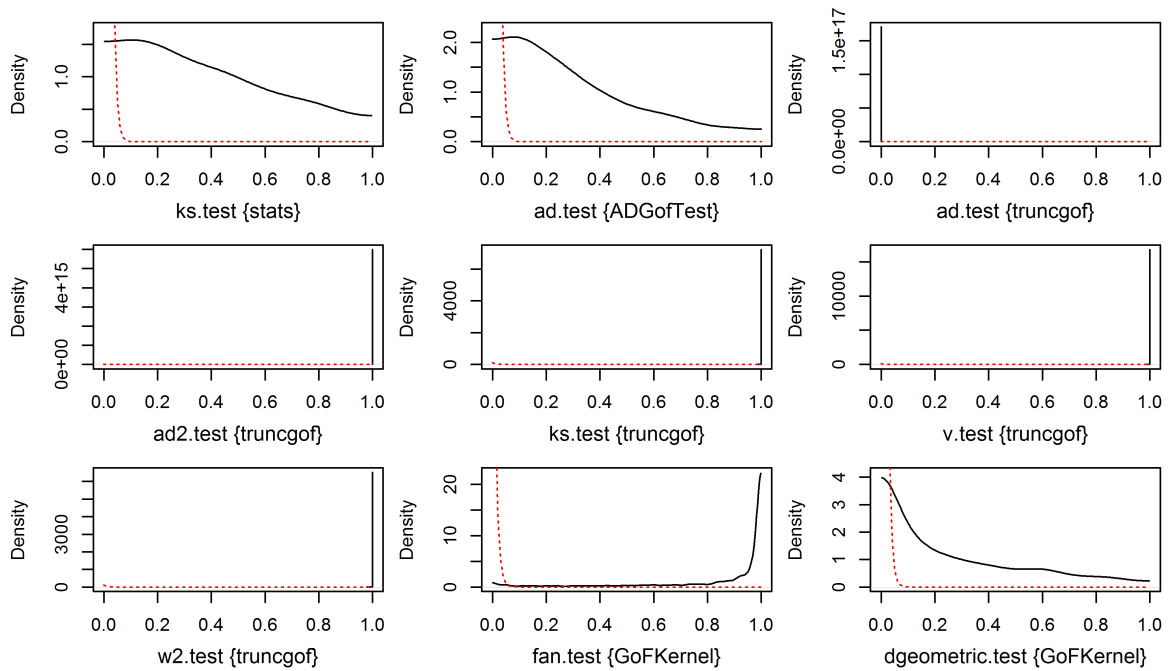 Density
0.0
1.0
0.0 0.2 0.4 0.6 0.8 1.0
ks.test {stats}
Density
0.0
1.0
2.0
0.0 0.2 0.4 0.6 0.8 1.0
ad.test {ADGofTest}
Density
0.0e+00
1.5e+17
0.0 0.2 0.4 0.6 0.8 1.0
ad.test {truncgof}
Density
0e+00
4e+15
0.0 0.2 0.4 0.6 0.8 1.0
ad2.test {truncgof}
Density
0
4000
0.0 0.2 0.4 0.6 0.8 1.0
ks.test {truncgof}
Density
0
10000
0.0 0.2 0.4 0.6 0.8 1.0
v.test {truncgof}
Density
0
3000
0.0 0.2 0.4 0.6 0.8 1.0
w2.test {truncgof}
Density
0
10
20
0.0 0.2 0.4 0.6 0.8 1.0
fan.test {GoFKernel}
Density
0
1
2
3
4
0.0 0.2 0.4 0.6 0.8 1.0
dgeometric.test {GoFKernel}